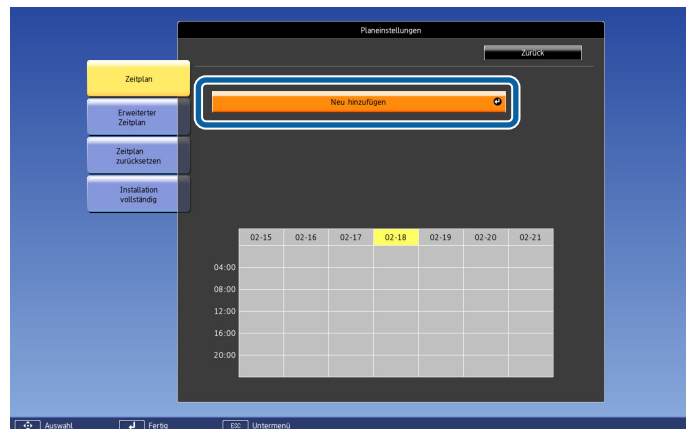 Planeinstellungen
Zurück
Zeitplan
Neu hinzufügen
Erweiterter
Zeitplan
Zeitplan
zurücksetzen
Installation
vollständig
02-15 02-16 02-17 02-18 02-19 02-20 02-21
04:00
08:00
12:00
16:00
20:00
Auswahl Fertig ESC Untermenü